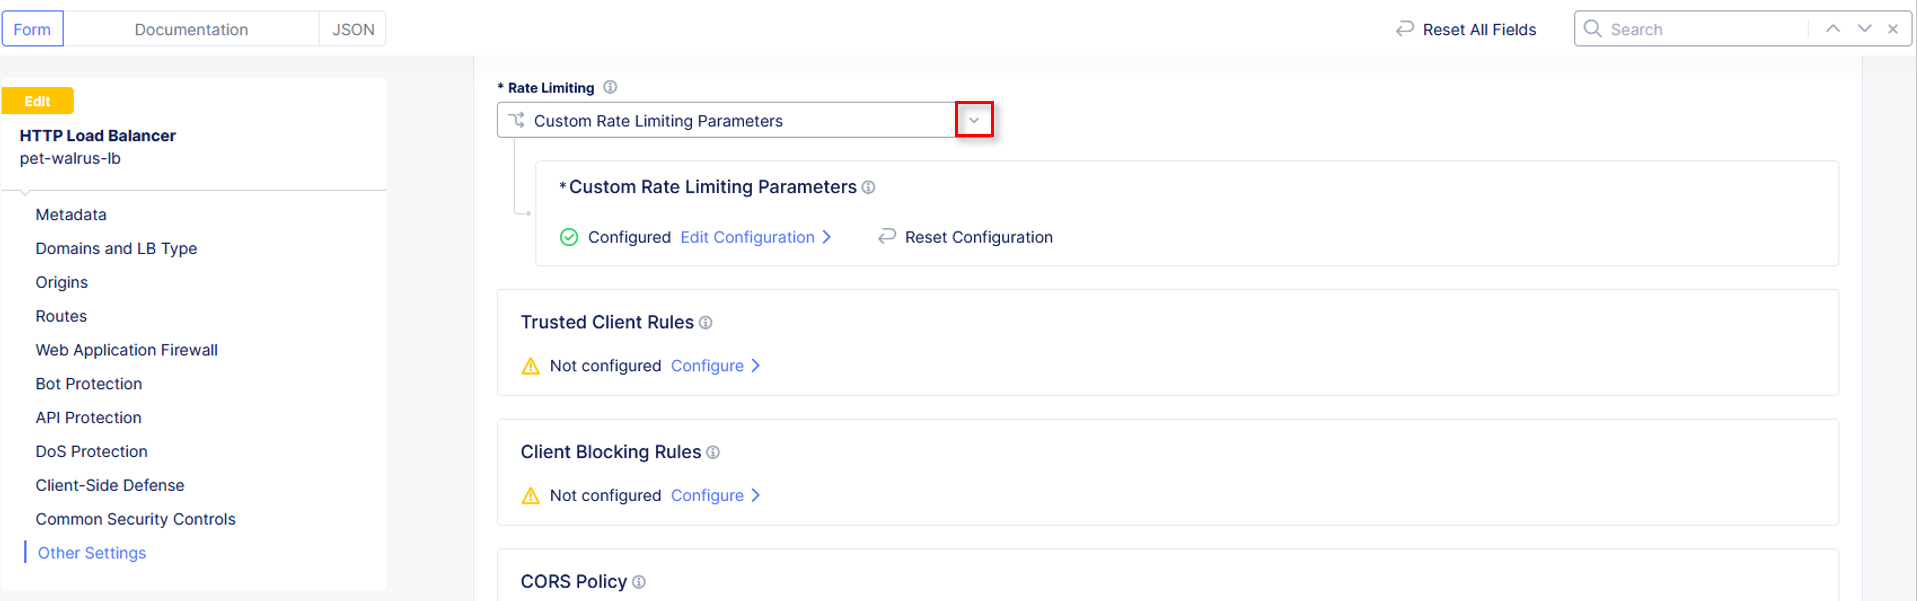 Form Documentation JSON Reset All Fields Search
Edit
HTTP Load Balancer
pet-walrus-lb
Metadata
Domains and LB Type
Origins
Routes
Web Application Firewall
Bot Protection
API Protection
DoS Protection
Client-Side Defense
Common Security Controls
Other Settings
* Rate Limiting
Custom Rate Limiting Parameters
* Custom Rate Limiting Parameters
Configured Edit Configuration Reset Configuration
Trusted Client Rules
Not configured Configure
Client Blocking Rules
Not configured Configure
CORS Policy